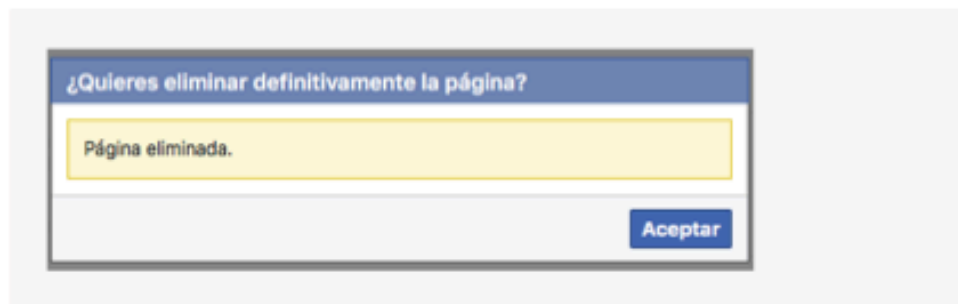 ¿Quieres eliminar definitivamente la página?
Página eliminada.
Aceptar